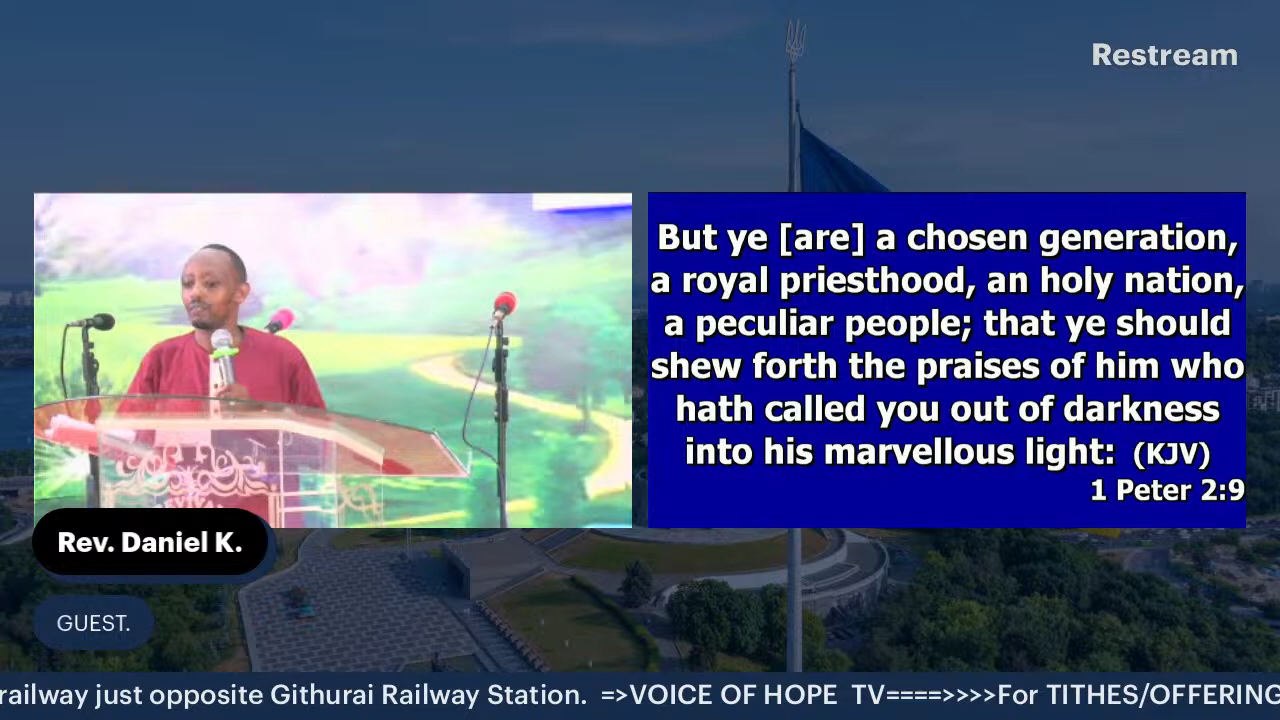 Restream
But ye [are] a chosen generation,
a royal priesthood, an holy nation,
a peculiar people; that ye should
shew forth the praises of him who
hath called you out of darkness
into his marvellous light: (KJV)
1 Peter 2:9
Rev. Daniel K.
GUEST.
railway just opposite Githurai Railway Station. =>VOICE OF HOPE TV====>>>>For TITHES/OFFERING